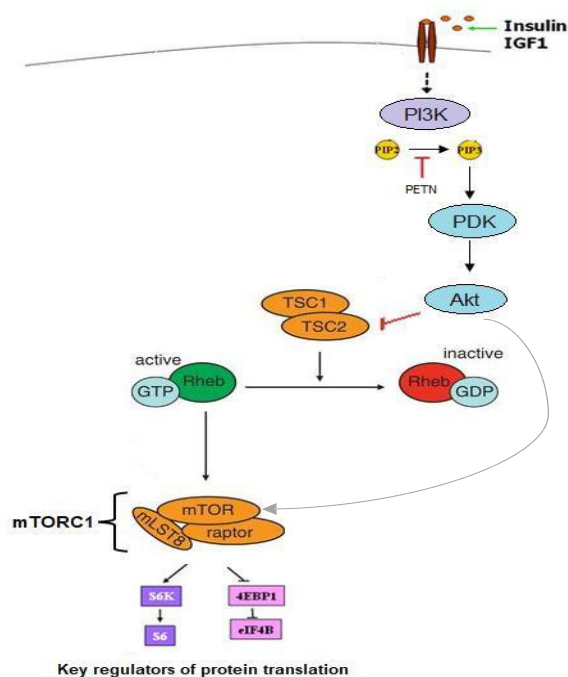 Insulin
IGF1
PI3K
PIP2
PIP3
PETN
PDK
Akt
TSC1
TSC2
active
inactive
GTP
Rheb
Rheb
GDP
mTORC1
mTOR
mLST8
raptor
S6K
4EBP1
S6
eIF4B
Key regulators of protein translation